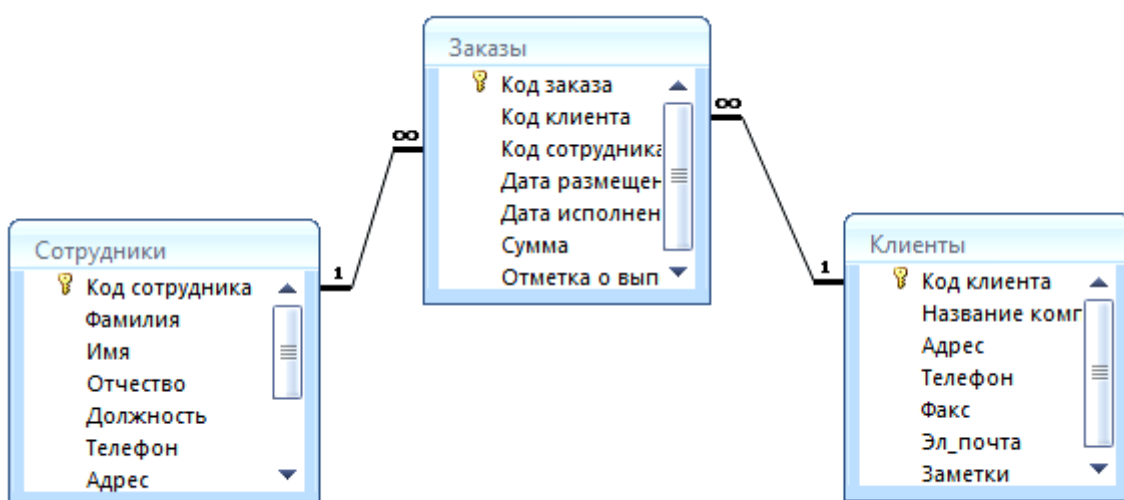 Заказы
Код заказа
Код клиента
Код сотрудника
Дата размещен
Дата исполнен
Сумма
Отметка о вып
∞
∞
1
1
Сотрудники
Код сотрудника
Фамилия
Имя
Отчество
Должность
Телефон
Адрес
Клиенты
Код клиента
Название комп
Адрес
Телефон
Факс
Эл_почта
Заметки